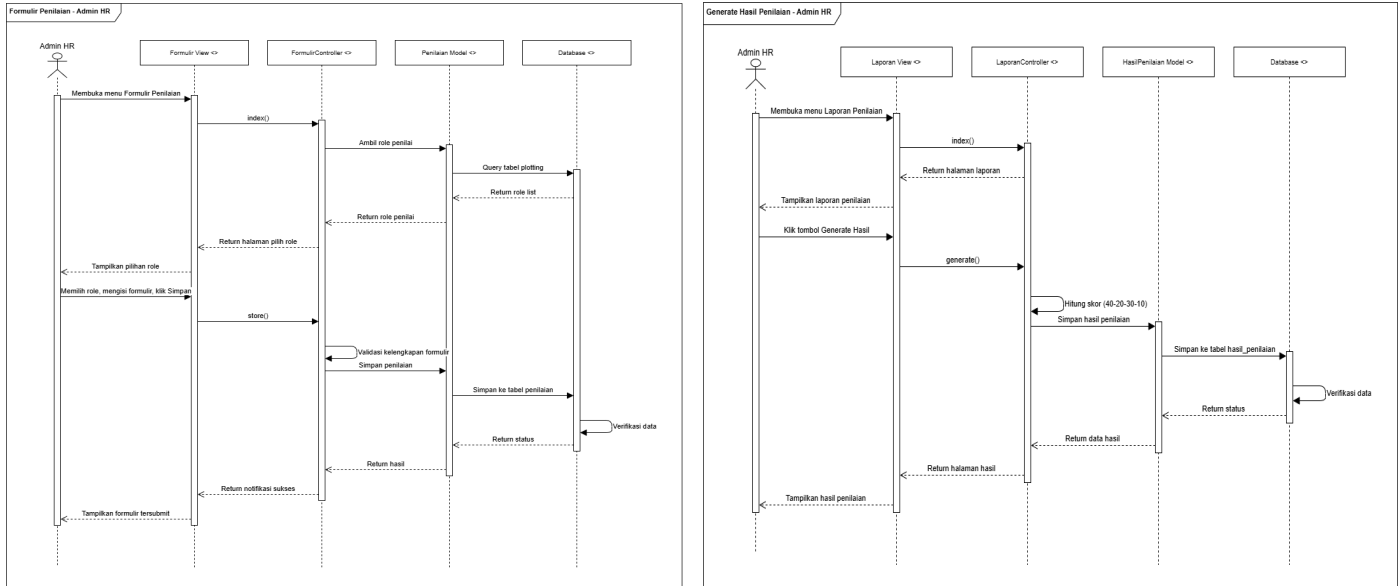 Formulir Penilaian - Admin HR
Admin HR
Formulir View <>
FormulirController <>
Penilaian Model <>
Database <>
Membuka menu Formulir Penilaian
index()
Ambil role penilai
Query tabel plotting
Return role list
Return role penilai
Return halaman pilih role
Tampilkan pilihan role
Memilih role, mengisi formulir, klik Simpan
store()
Validasi kelengkapan formulir
Simpan penilaian
Simpan ke tabel penilaian
Verifikasi data
Return status
Return hasil
Return notifikasi sukses
Tampilkan formulir tersubmit
Generate Hasil Penilaian - Admin HR
Admin HR
Laporan View <>
LaporanController <>
HasilPenilaian Model <>
Database <>
Membuka menu Laporan Penilaian
index()
Return halaman laporan
Tampilkan laporan penilaian
Klik tombol Generate Hasil
generate()
Hitung skor (40-20-30-10)
Simpan hasil penilaian
Simpan ke tabel hasil_penilaian
Verifikasi data
Return status
Return data hasil
Return halaman hasil
Tampilkan hasil penilaian